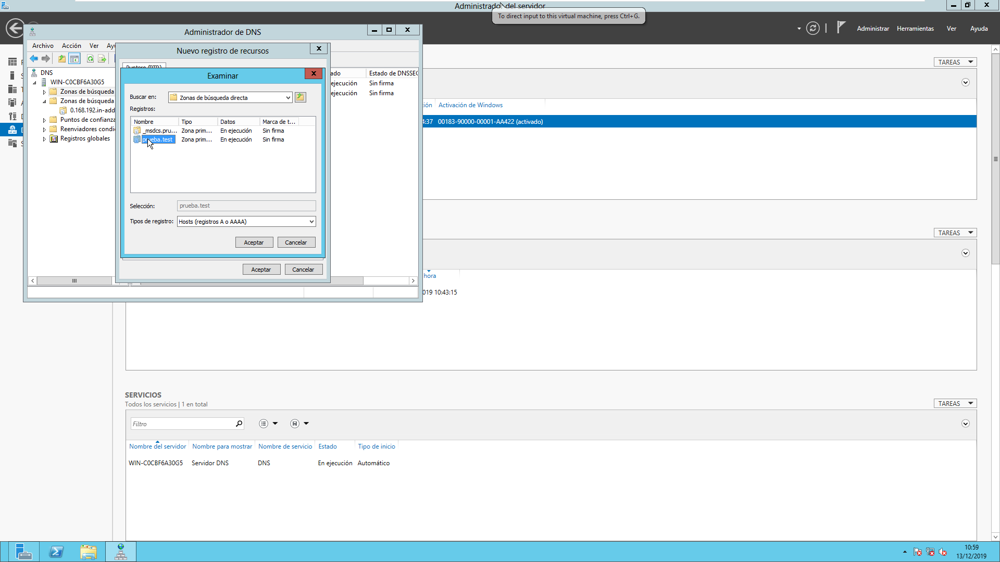 Administrador del servidor
To direct input to this virtual machine, press Ctrl+G.
Administrar Herramientas Ver Ayuda
Administrador de DNS
Archivo Acción Ver
Nuevo registro de recursos
Puntero (PTR)
Examinar
DNS
WIN-C0CBF6A30G5
Zonas de búsqueda
Zonas de búsqueda
0.168.192.in-add
Puntos de confianza
Reenviadores condi
Registros globales
Buscar en: Zonas de búsqueda directa
Registros:
Nombre Tipo Datos Marca de t...
_msdcs.pru... Zona prim... En ejecución Sin firma
prueba.test Zona prim... En ejecución Sin firma
Selección: prueba.test
Tipos de registro: Hosts (registros A o AAAA)
Aceptar Cancelar
Aceptar Cancelar
ado Estado de DNSSEC
ejecución Sin firma
ejecución Sin firma
TAREAS
ión Activación de Windows
4:37 00183-90000-00001-AA422 (activado)
TAREAS
hora
019 10:43:15
SERVICIOS
Todos los servicios | 1 en total
TAREAS
Filtro
Nombre del servidor Nombre para mostrar Nombre de servicio Estado Tipo de inicio
WIN-C0CBF6A30G5 Servidor DNS DNS En ejecución Automático
10:59
13/12/2019